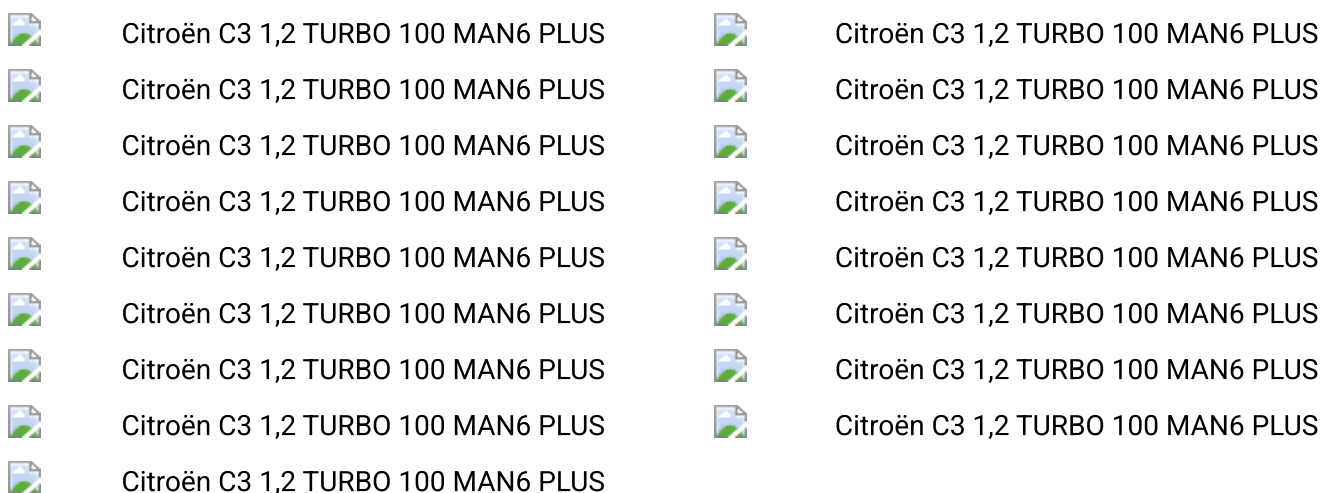 Citroën C3 1,2 TURBO 100 MAN6 PLUS Citroën C3 1,2 TURBO 100 MAN6 PLUS
Citroën C3 1,2 TURBO 100 MAN6 PLUS Citroën C3 1,2 TURBO 100 MAN6 PLUS
Citroën C3 1,2 TURBO 100 MAN6 PLUS Citroën C3 1,2 TURBO 100 MAN6 PLUS
Citroën C3 1,2 TURBO 100 MAN6 PLUS Citroën C3 1,2 TURBO 100 MAN6 PLUS
Citroën C3 1,2 TURBO 100 MAN6 PLUS Citroën C3 1,2 TURBO 100 MAN6 PLUS
Citroën C3 1,2 TURBO 100 MAN6 PLUS Citroën C3 1,2 TURBO 100 MAN6 PLUS
Citroën C3 1,2 TURBO 100 MAN6 PLUS Citroën C3 1,2 TURBO 100 MAN6 PLUS
Citroën C3 1,2 TURBO 100 MAN6 PLUS Citroën C3 1,2 TURBO 100 MAN6 PLUS
Citroën C3 1,2 TURBO 100 MAN6 PLUS